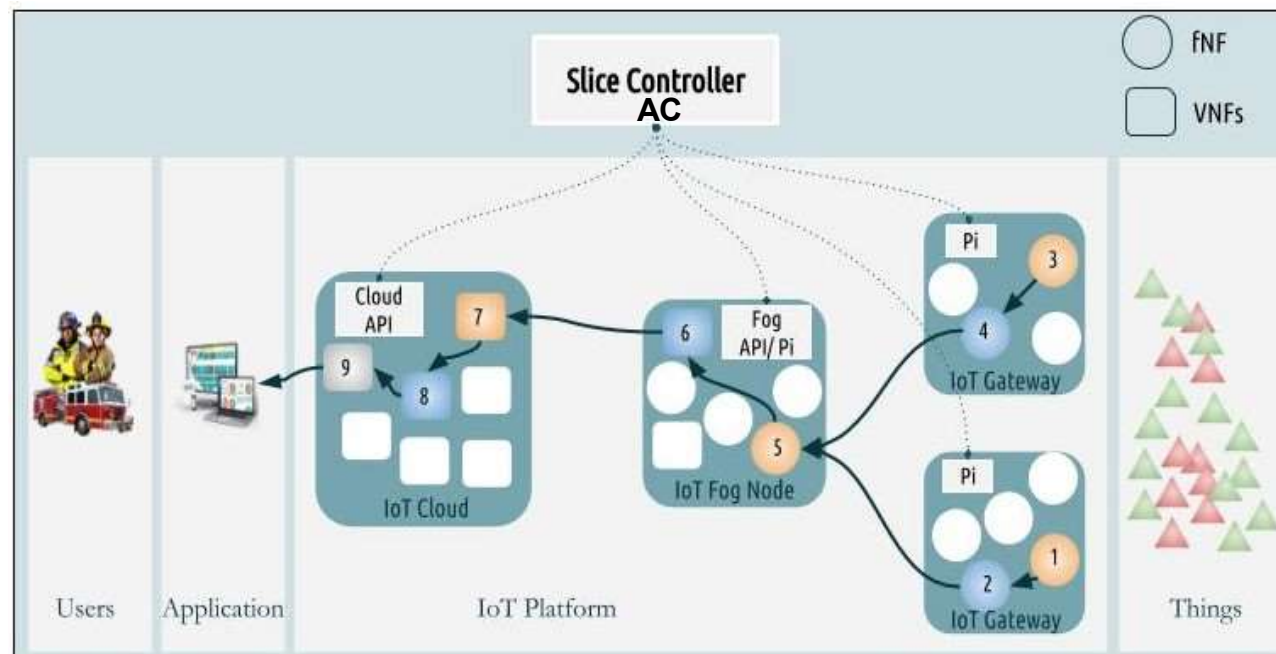 Slice Controller
AC
fNF
VNFs
Pi
3
4
IoT Gateway
Cloud
API
7
9
8
IoT Cloud
6
Fog
API/ Pi
5
IoT Fog Node
Pi
1
2
IoT Gateway
Users
Application
IoT Platform
Things